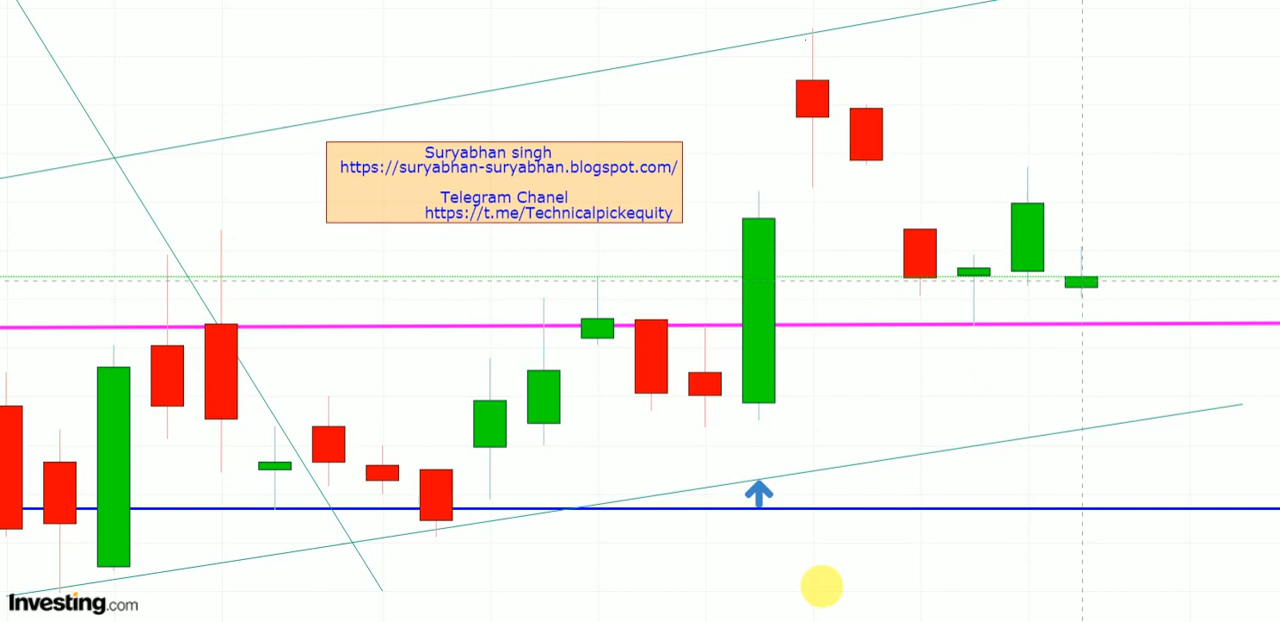 Suryabhan singh
https://suryabhan-suryabhan.blogspot.com/
Telegram Chanel
https://t.me/Technicalpickequity
Investing.com